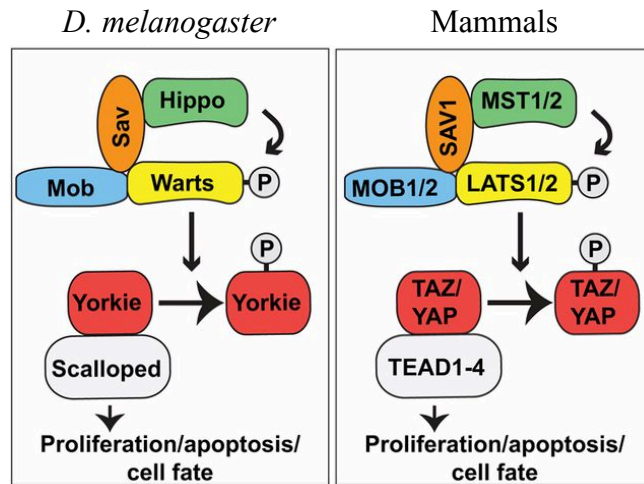 D. melanogaster
Sav
Hippo
Mob
Warts
P
P
Yorkie
Yorkie
Scalloped
Proliferation/apoptosis/
cell fate
Mammals
SAV1
MST1/2
MOB1/2
LATS1/2
P
P
TAZ/
YAP
TAZ/
YAP
TEAD1-4
Proliferation/apoptosis/
cell fate